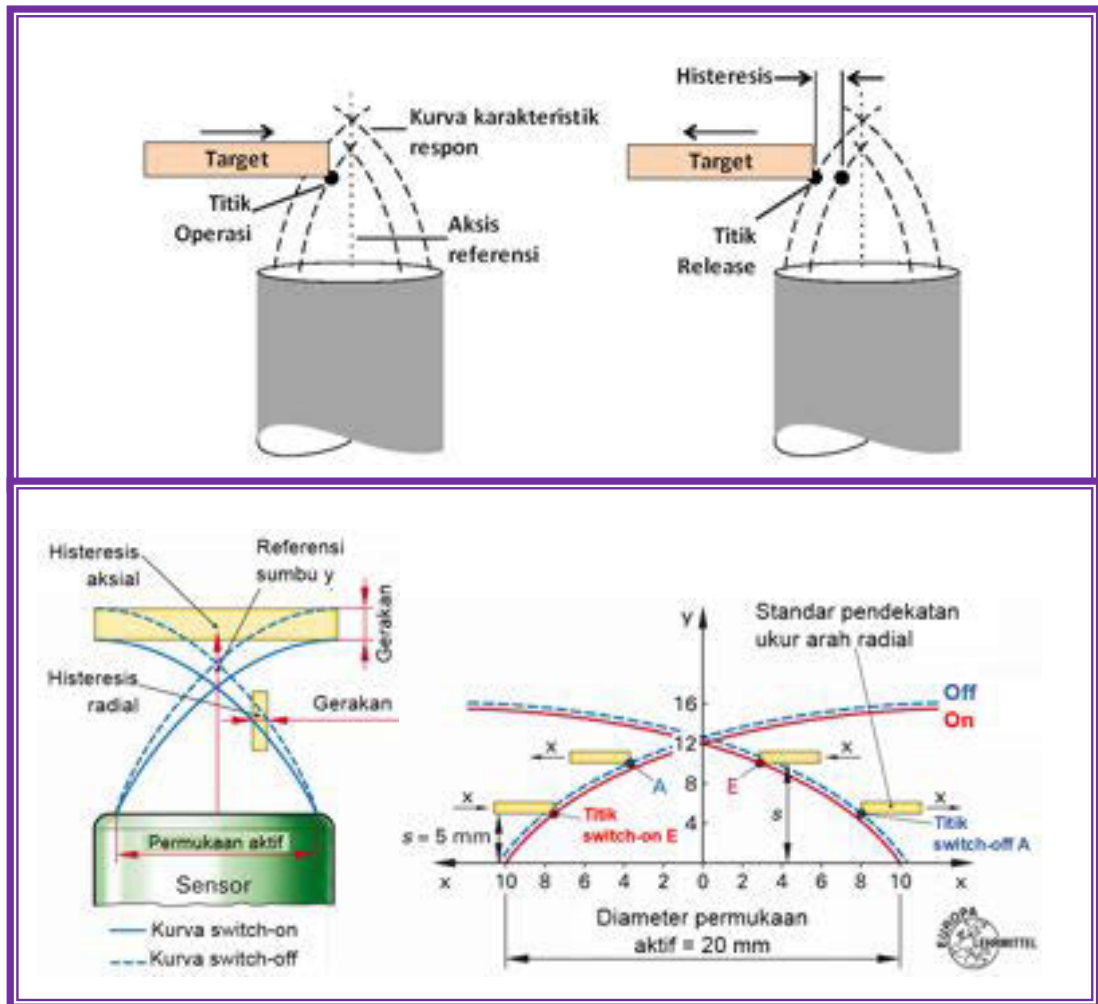 Target
Kurva karakteristik
respon
Titik
Operasi
Aksis
referensi
Histeresis
Target
Titik
Release
Histeresis
aksial
Referensi
sumbu y
Gerakan
Histeresis
radial
Gerakan
Permukaan aktif
Sensor
Kurva switch-on
Kurva switch-off
y
Standar pendekatan
ukur arah radial
16
Off
On
12
x
x
8
A
E
x
x
4
s = 5 mm
Titik
switch-on E
s
Titik
switch-off A
x
10 8 6 4 2 0 2 4 6 8 10
x
Diameter permukaan
aktif = 20 mm
EUROPA
LEHRMITTEL